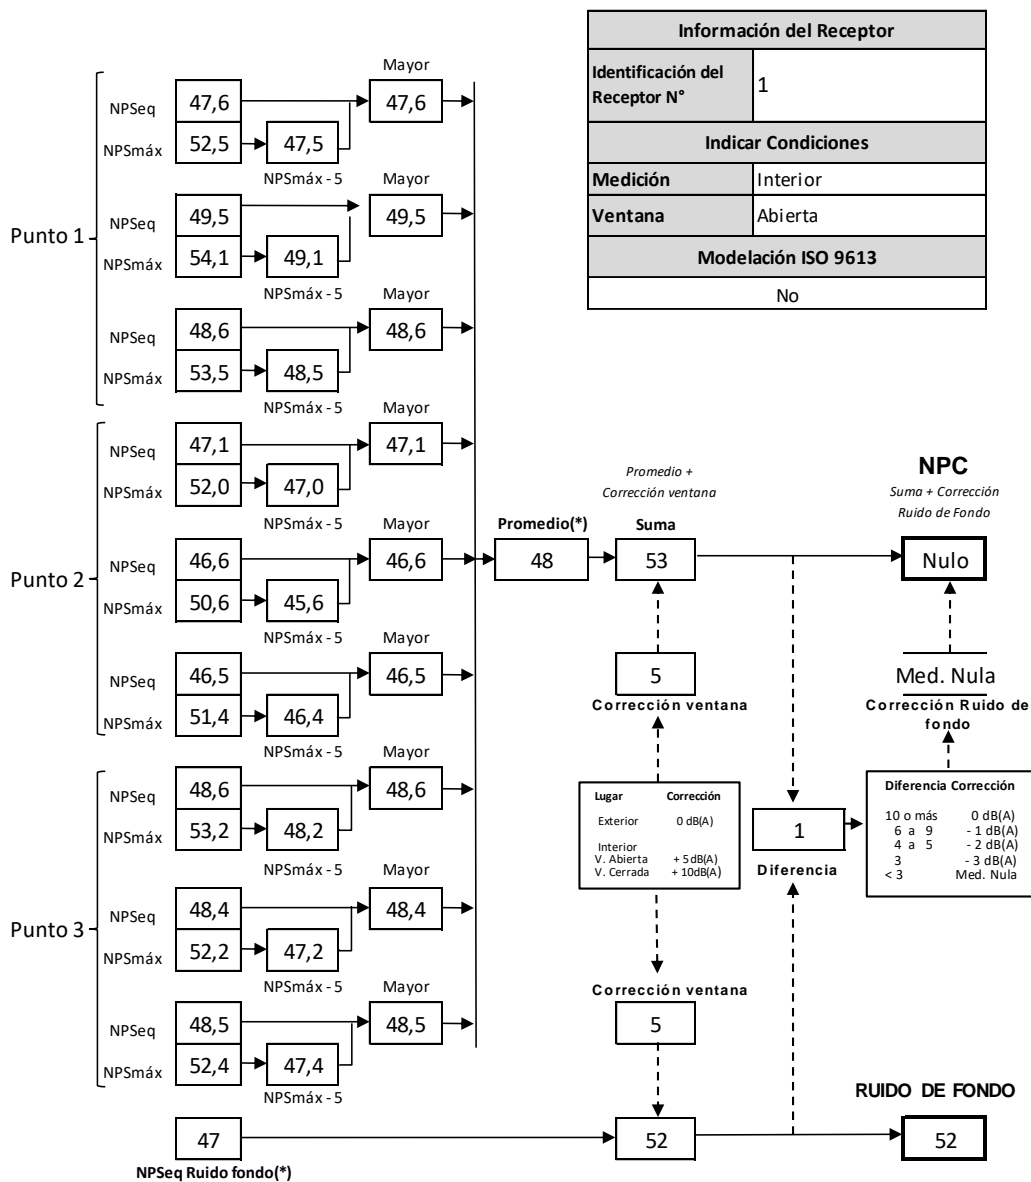 Información del Receptor
Identificación del
Receptor N°
1
Indicar Condiciones
Medición
Interior
Ventana
Abierta
Modelación ISO 9613
No
Punto 1
Mayor
NPSeq
47,6
47,6
NPSmáx
52,5
47,5
NPSmáx - 5
Mayor
NPSeq
49,5
49,5
NPSmáx
54,1
49,1
NPSmáx - 5
Mayor
NPSeq
48,6
48,6
NPSmáx
53,5
48,5
NPSmáx - 5
Punto 2
Mayor
NPSeq
47,1
47,1
NPSmáx
52,0
47,0
NPSmáx - 5
Mayor
NPSeq
46,6
46,6
NPSmáx
50,6
45,6
NPSmáx - 5
Mayor
NPSeq
46,5
46,5
NPSmáx
51,4
46,4
NPSmáx - 5
Punto 3
Mayor
NPSeq
48,6
48,6
NPSmáx
53,2
48,2
NPSmáx - 5
Mayor
NPSeq
48,4
48,4
NPSmáx
52,2
47,2
NPSmáx - 5
Mayor
NPSeq
48,5
48,5
NPSmáx
52,4
47,4
NPSmáx - 5
47
NPSeq Ruido fondo(*)
Promedio(*)
48
Promedio +
Corrección ventana
Suma
53
5
Corrección ventana
Lugar Corrección
Exterior 0 dB(A)
Interior
V. Abierta + 5 dB(A)
V. Cerrada + 10dB(A)
Corrección ventana
5
52
1
Diferencia
NPC
Suma + Corrección
Ruido de Fondo
Nulo
Med. Nula
Corrección Ruido de
fondo
Diferencia Corrección
10 o más 0 dB(A)
6 a 9 - 1 dB(A)
4 a 5 - 2 dB(A)
3 - 3 dB(A)
< 3 Med. Nula
RUIDO DE FONDO
52